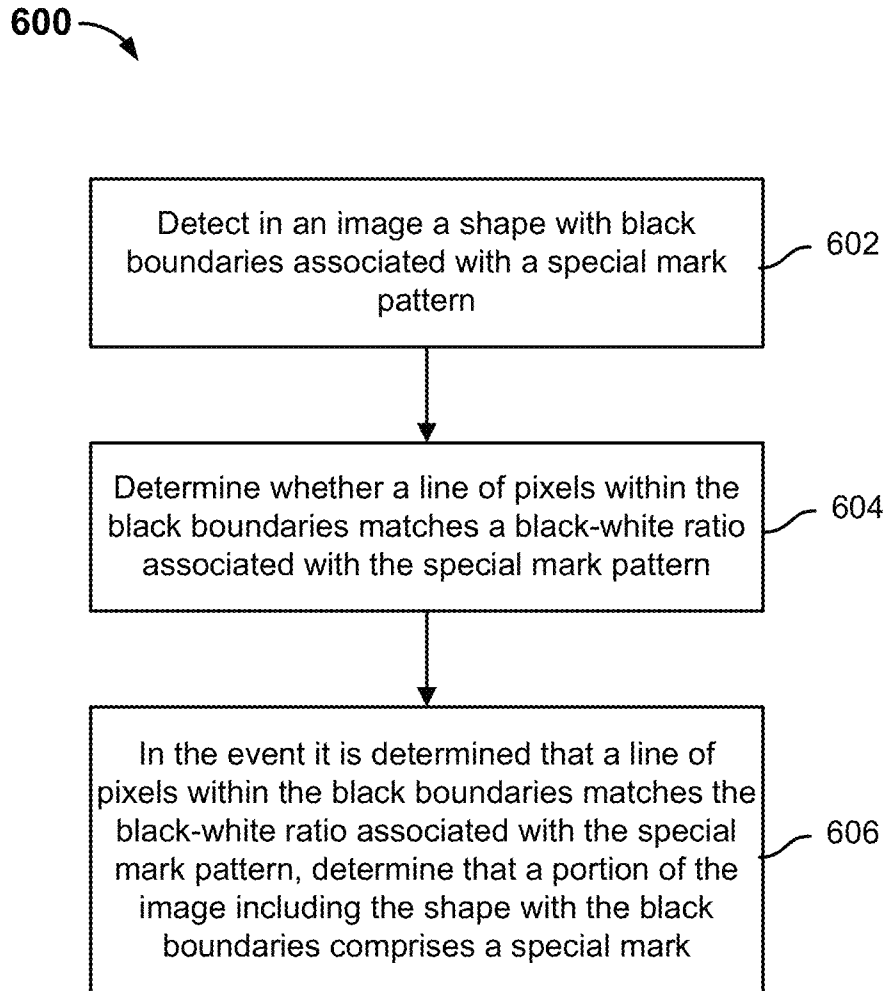 600
Detect in an image a shape with black
boundaries associated with a special mark
pattern
602
Determine whether a line of pixels within the
black boundaries matches a black-white ratio
associated with the special mark pattern
604
In the event it is determined that a line of
pixels within the black boundaries matches the
black-white ratio associated with the special
mark pattern, determine that a portion of the
image including the shape with the black
boundaries comprises a special mark
606